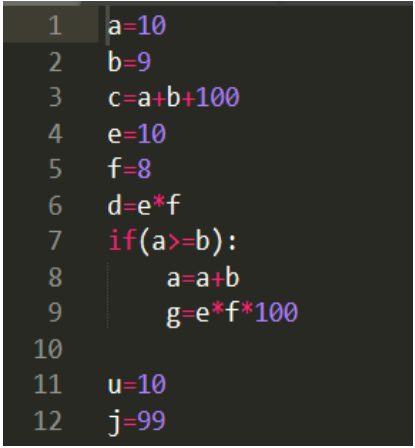 1 a=10
2 b=9
3 c=a+b+100
4 e=10
5 f=8
6 d=e*f
7 if(a>=b):
8     a=a+b
9     g=e*f*100
10
11 u=10
12 j=99